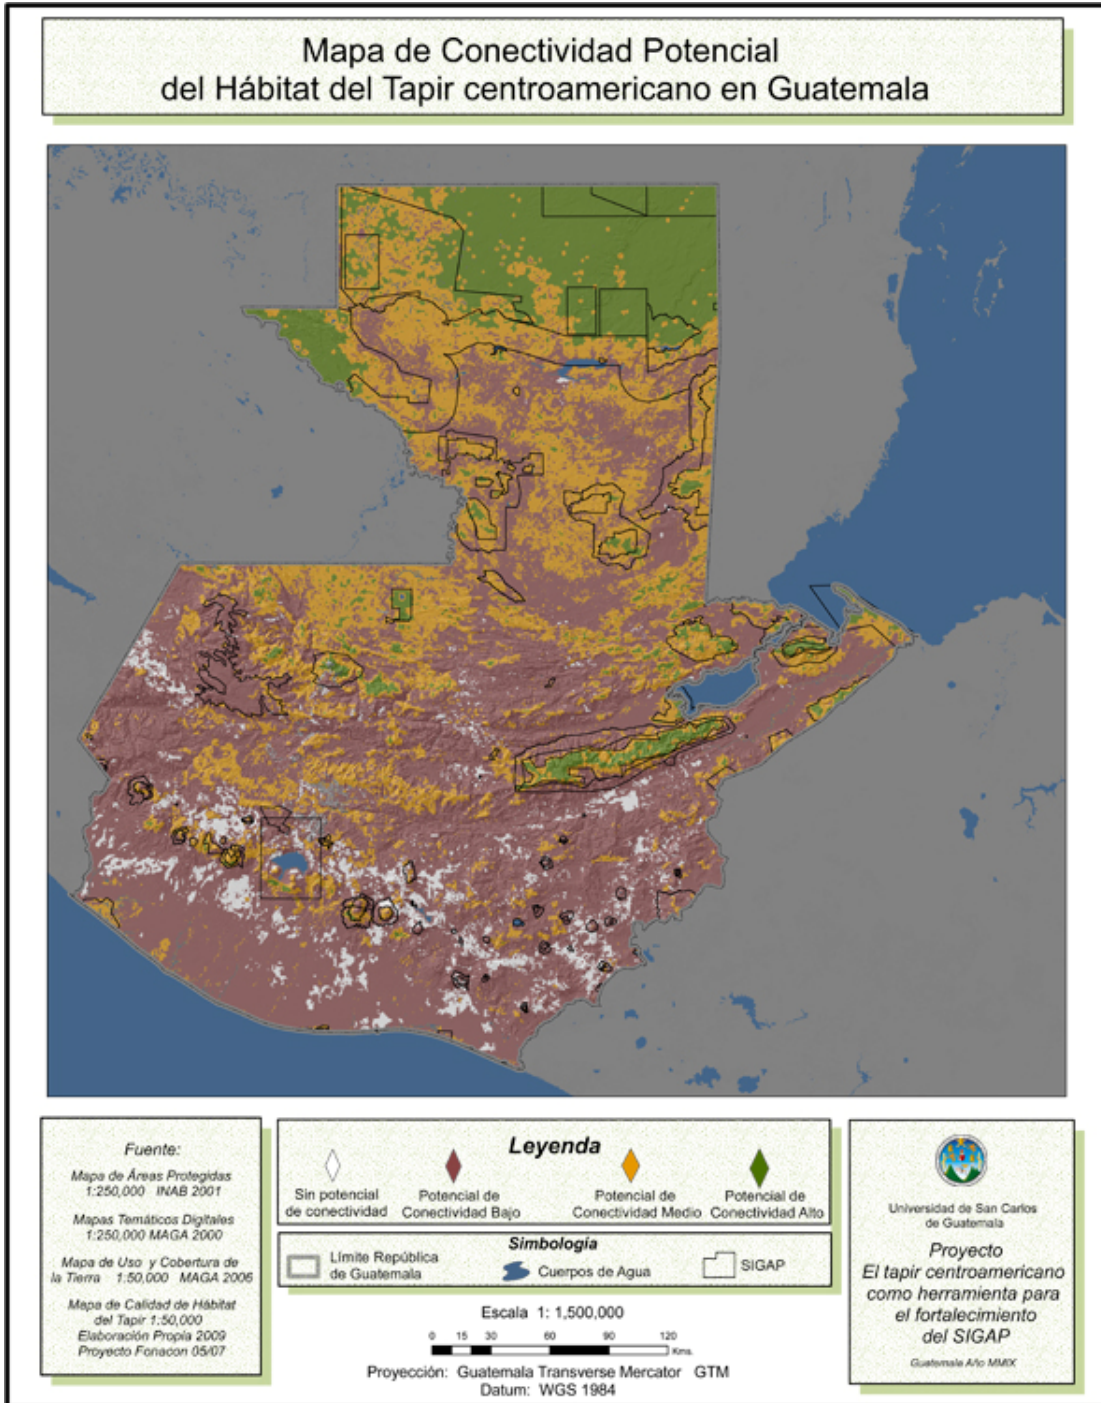 Mapa de Conectividad Potencial
del Hábitat del Tapir centroamericano en Guatemala
Fuente:
Mapa de Áreas Protegidas
1:250,000 INAB 2001
Mapas Temáticos Digitales
1:250,000 MAGA 2000
Mapa de Uso y Cobertura de
la Tierra 1:50,000 MAGA 2006
Mapa de Calidad de Hábitat
del Tapir 1:50,000
Elaboración Propia 2009
Proyecto Fonacon 05/07
Leyenda
Sin potencial
de conectividad
Potencial de
Conectividad Bajo
Potencial de
Conectividad Medio
Potencial de
Conectividad Alto
Simbología
Límite República
de Guatemala
Cuerpos de Agua
SIGAP
Escala 1: 1,500,000
0 15 30 60 90 120
Kms.
Proyección: Guatemala Transverse Mercator GTM
Datum: WGS 1984
Universidad de San Carlos
de Guatemala
Proyecto
El tapir centroamericano
como herramienta para
el fortalecimiento
del SIGAP
Guatemala Año MMIX